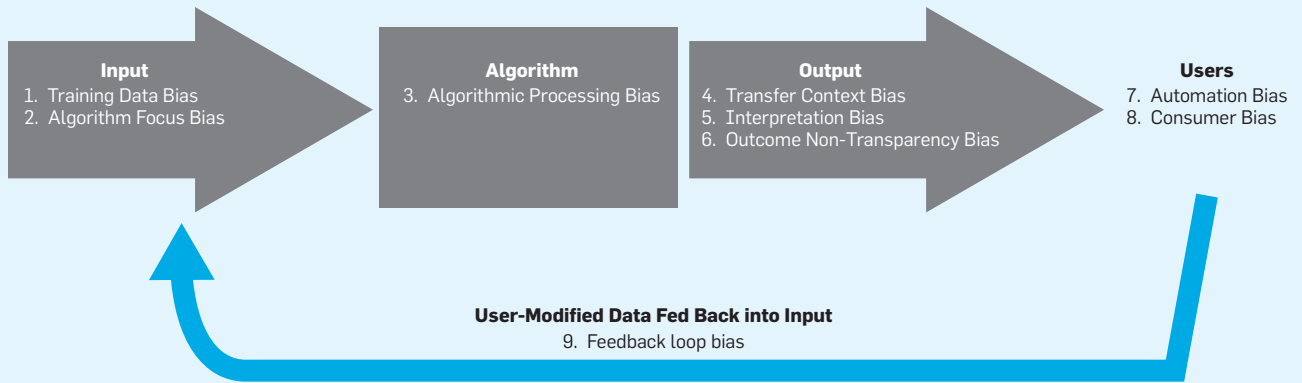 Input
1. Training Data Bias
2. Algorithm Focus Bias
Algorithm
3. Algorithmic Processing Bias
Output
4. Transfer Context Bias
5. Interpretation Bias
6. Outcome Non-Transparency Bias
Users
7. Automation Bias
8. Consumer Bias
User-Modified Data Fed Back into Input
9. Feedback loop bias